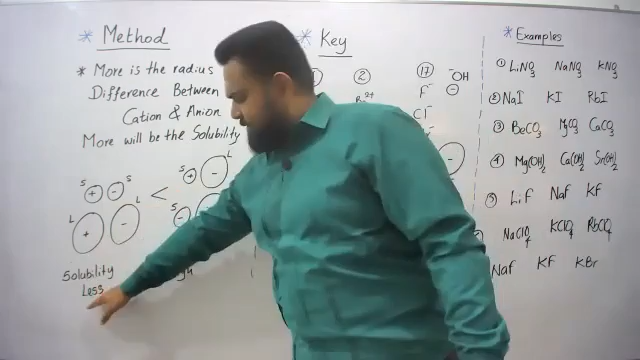 * Method
* More is the radius
Difference Between
Cation & Anion
More will be the Solubility
S + - S < S + - L
L + - L S -
Solubility
Less
* Key
1 2 17
F⁻ ⁻OH
Cl⁻
* Examples
① LiNO₃ NaNO₃ KNO₃
② NaI KI RbI
③ BeCO₃ MgCO₃ CaCO₃
④ Mg(OH)₂ Ca(OH)₂ Sr(OH)₂
⑤ LiF NaF KF
NaClO₄ KClO₄ RbClO₄
NaF KF KBr